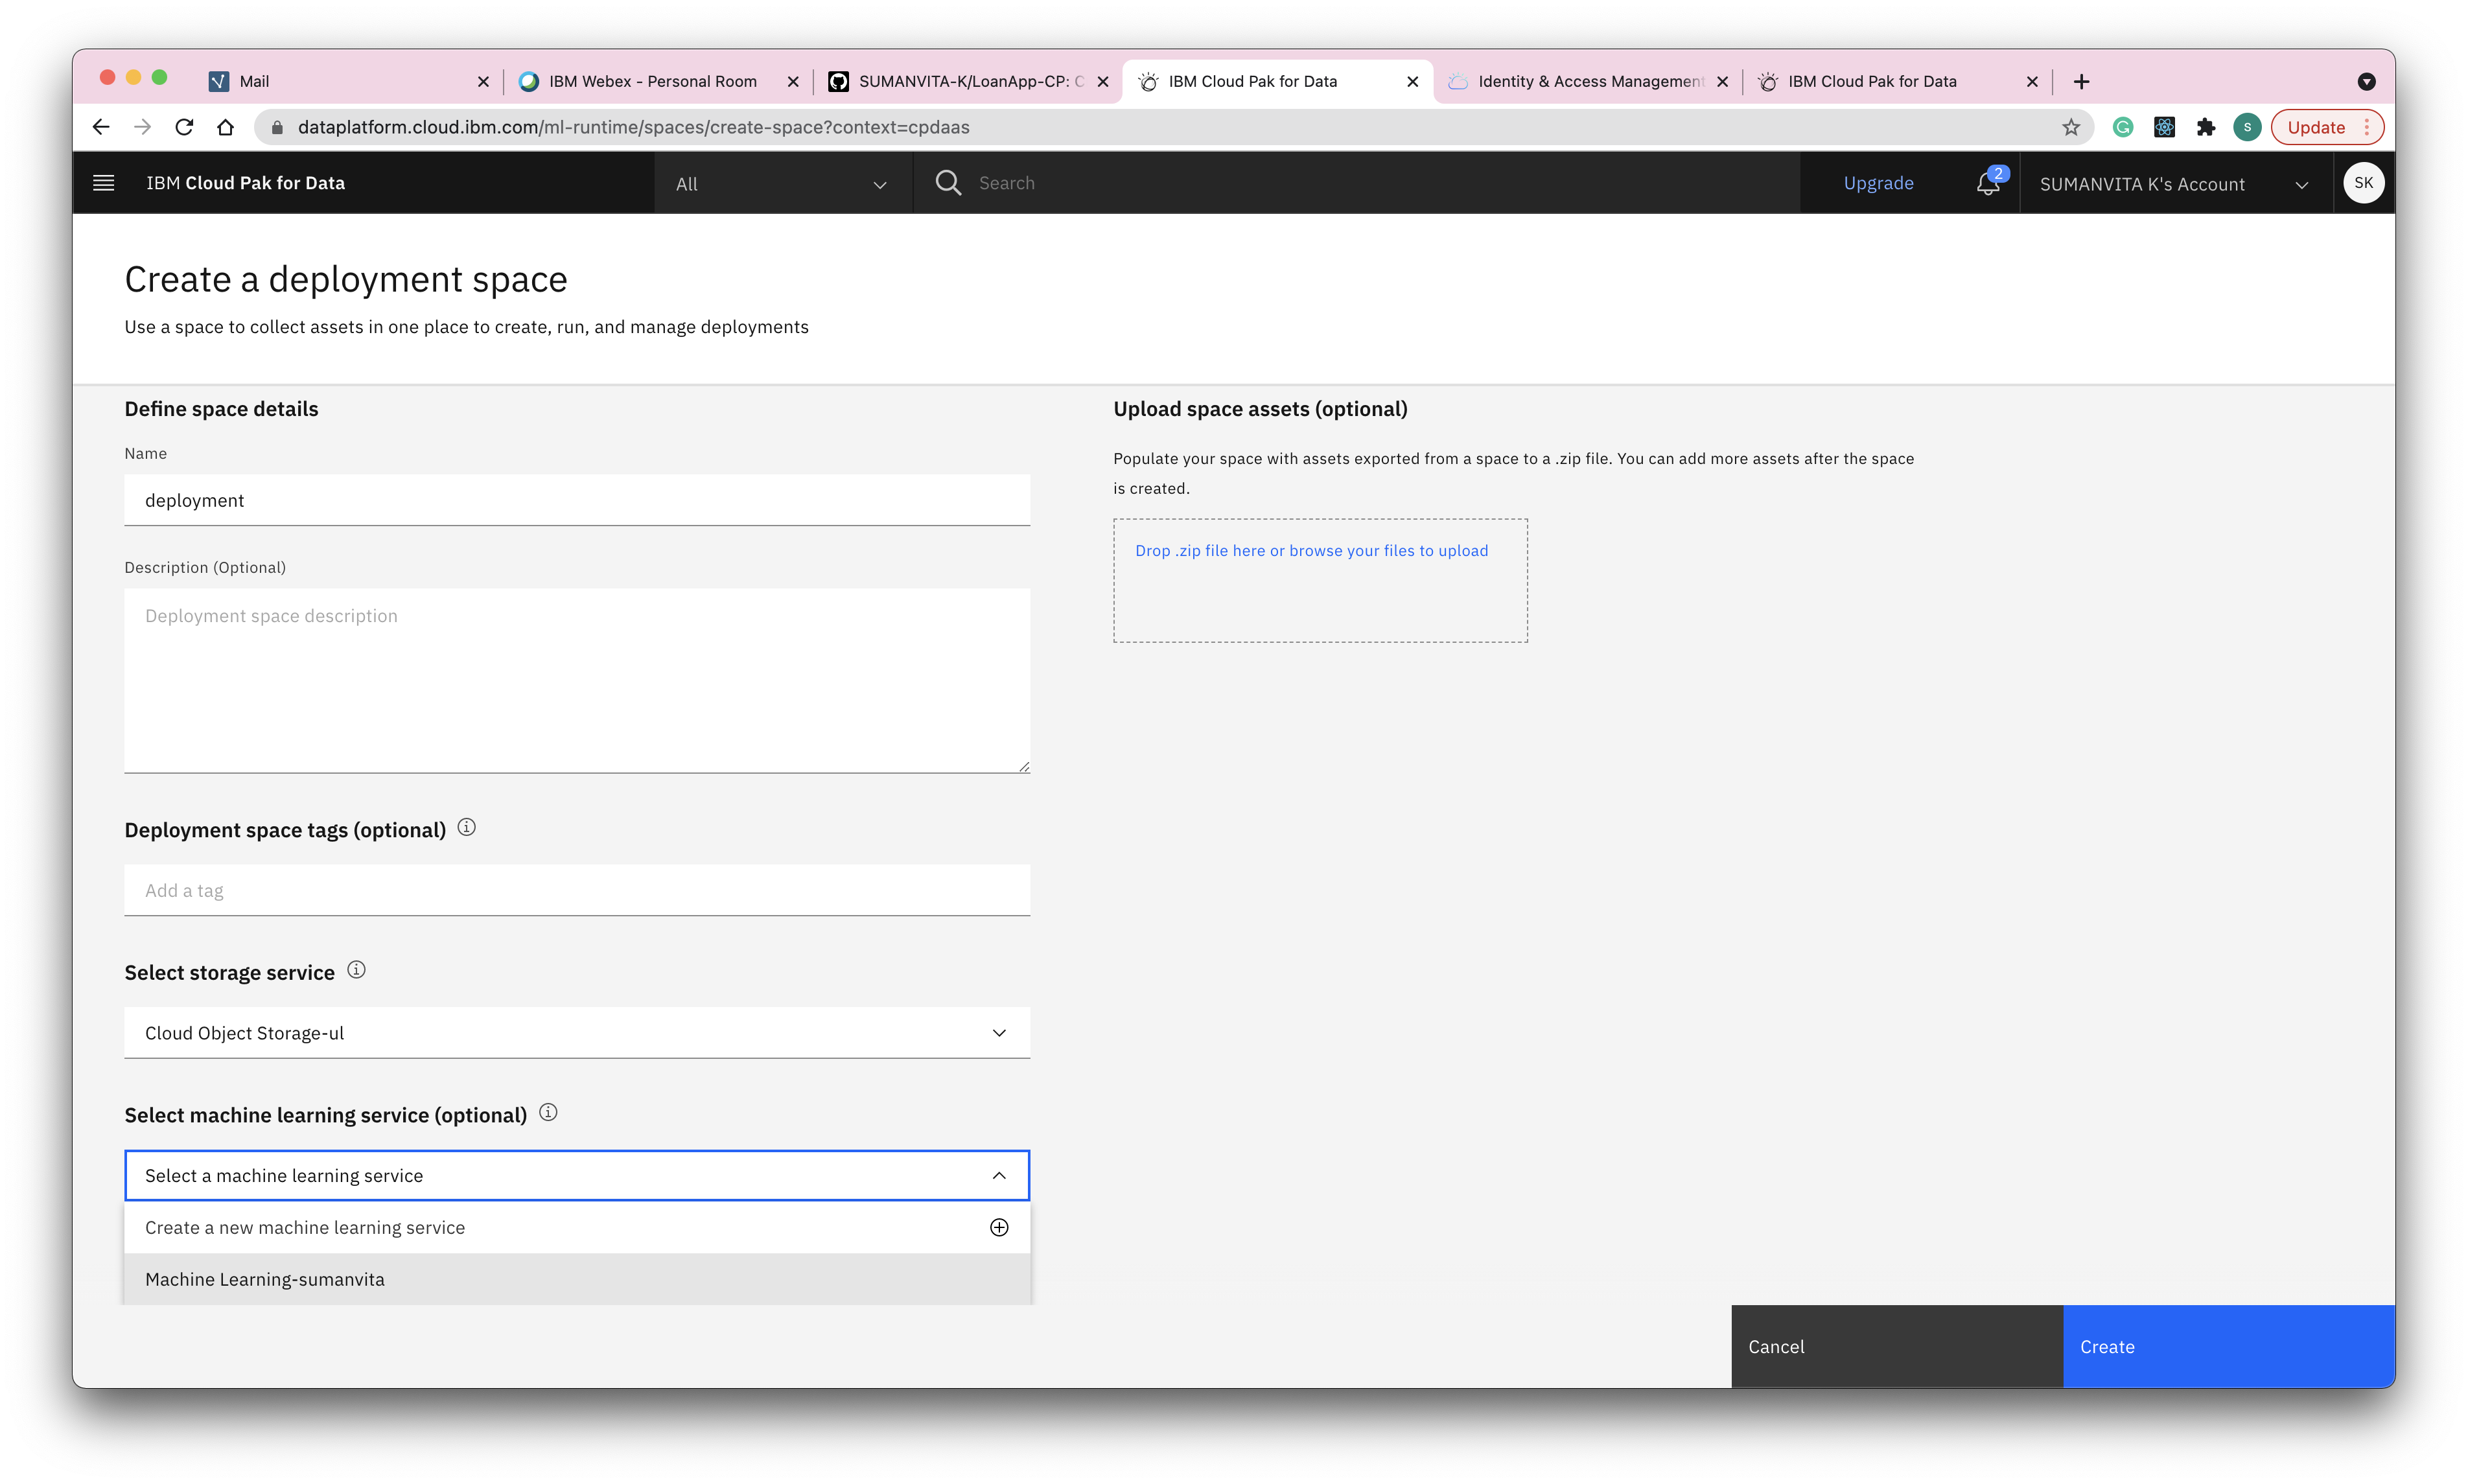 Mail
IBM Webex - Personal Room
SUMANVITA-K/LoanApp-CP: C
IBM Cloud Pak for Data
Identity & Access Management
IBM Cloud Pak for Data
dataplatform.cloud.ibm.com/ml-runtime/spaces/create-space?context=cpdaas
S
Update
IBM Cloud Pak for Data
All
Search
Upgrade
2
SUMANVITA K's Account
SK
Create a deployment space
Use a space to collect assets in one place to create, run, and manage deployments
Define space details
Name
deployment
Description (Optional)
Deployment space description
Deployment space tags (optional)
Add a tag
Select storage service
Cloud Object Storage-ul
Select machine learning service (optional)
Select a machine learning service
Create a new machine learning service
Machine Learning-sumanvita
Upload space assets (optional)
Populate your space with assets exported from a space to a .zip file. You can add more assets after the space
is created.
Drop .zip file here or browse your files to upload
Cancel
Create